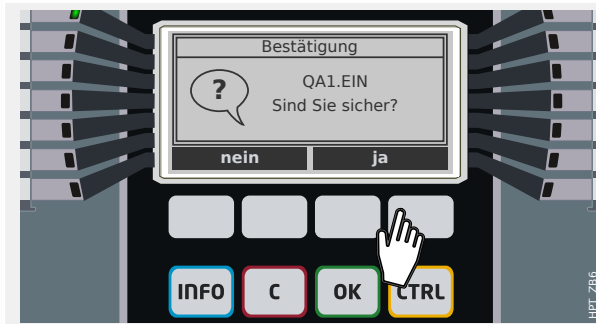 Bestätigung
?
QA1.EIN
Sind Sie sicher?
nein ja
INFO C OK CTRL
HPT_ZB6